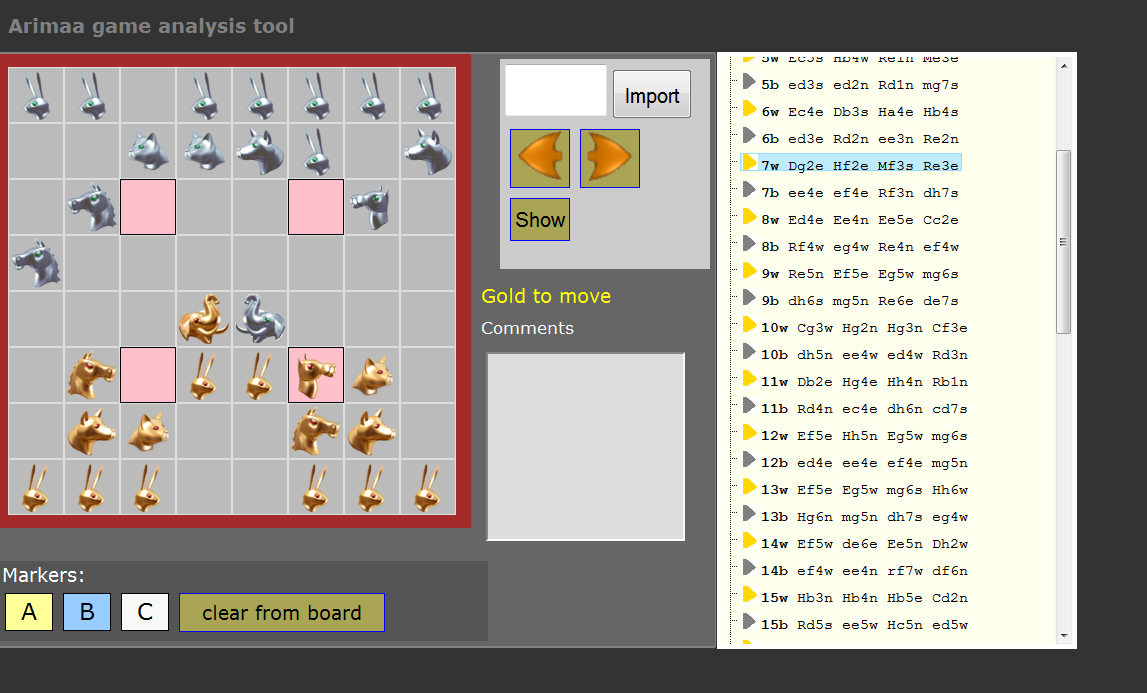 Arimaa game analysis tool
Import
Show
Gold to move
Comments
Markers:
A B C clear from board
5w Ec5s Hb4w Re1n Me3e
5b ed3s ed2n Rd1n mg7s
6w Ec4e Db3s Ha4e Hb4s
6b ed3e Rd2n ee3n Re2n
7w Dg2e Hf2e Mf3s Re3e
7b ee4e ef4e Rf3n dh7s
8w Ed4e Ee4n Ee5e Cc2e
8b Rf4w eg4w Re4n ef4w
9w Re5n Ef5e Eg5w mg6s
9b dh6s mg5n Re6e de7s
10w Cg3w Hg2n Hg3n Cf3e
10b dh5n ee4w ed4w Rd3n
11w Db2e Hg4e Hh4n Rb1n
11b Rd4n ec4e dh6n cd7s
12w Ef5e Hh5n Eg5w mg6s
12b ed4e ee4e ef4e mg5n
13w Ef5e Eg5w mg6s Hh6w
13b Hg6n mg5n dh7s eg4w
14w Ef5w de6e Ee5n Dh2w
14b ef4w ee4n rf7w df6n
15w Hb3n Hb4n Hb5e Cd2n
15b Rd5s ee5w Hc5n ed5w